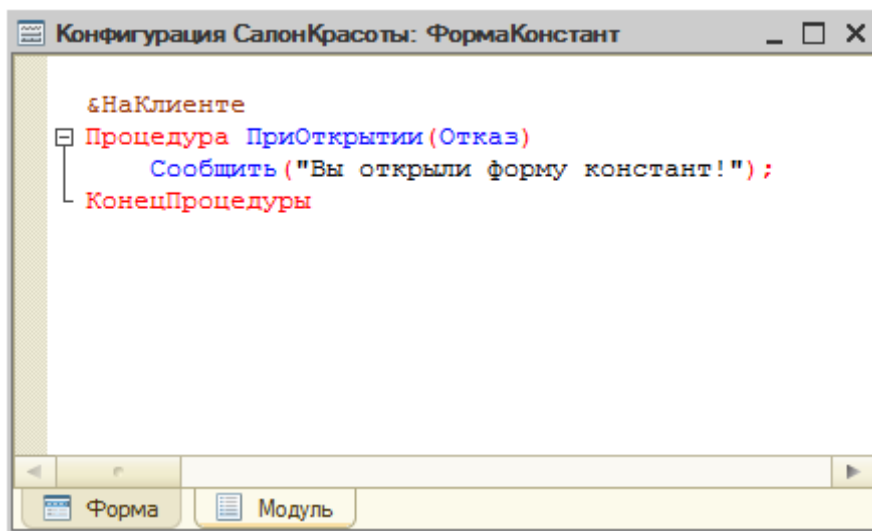 Конфигурация СалонКрасоты: ФормаКонстант
&НаКлиенте
Процедура ПриОткрытии(Отказ)
Сообщить("Вы открыли форму констант!");
КонецПроцедуры
Форма Модуль